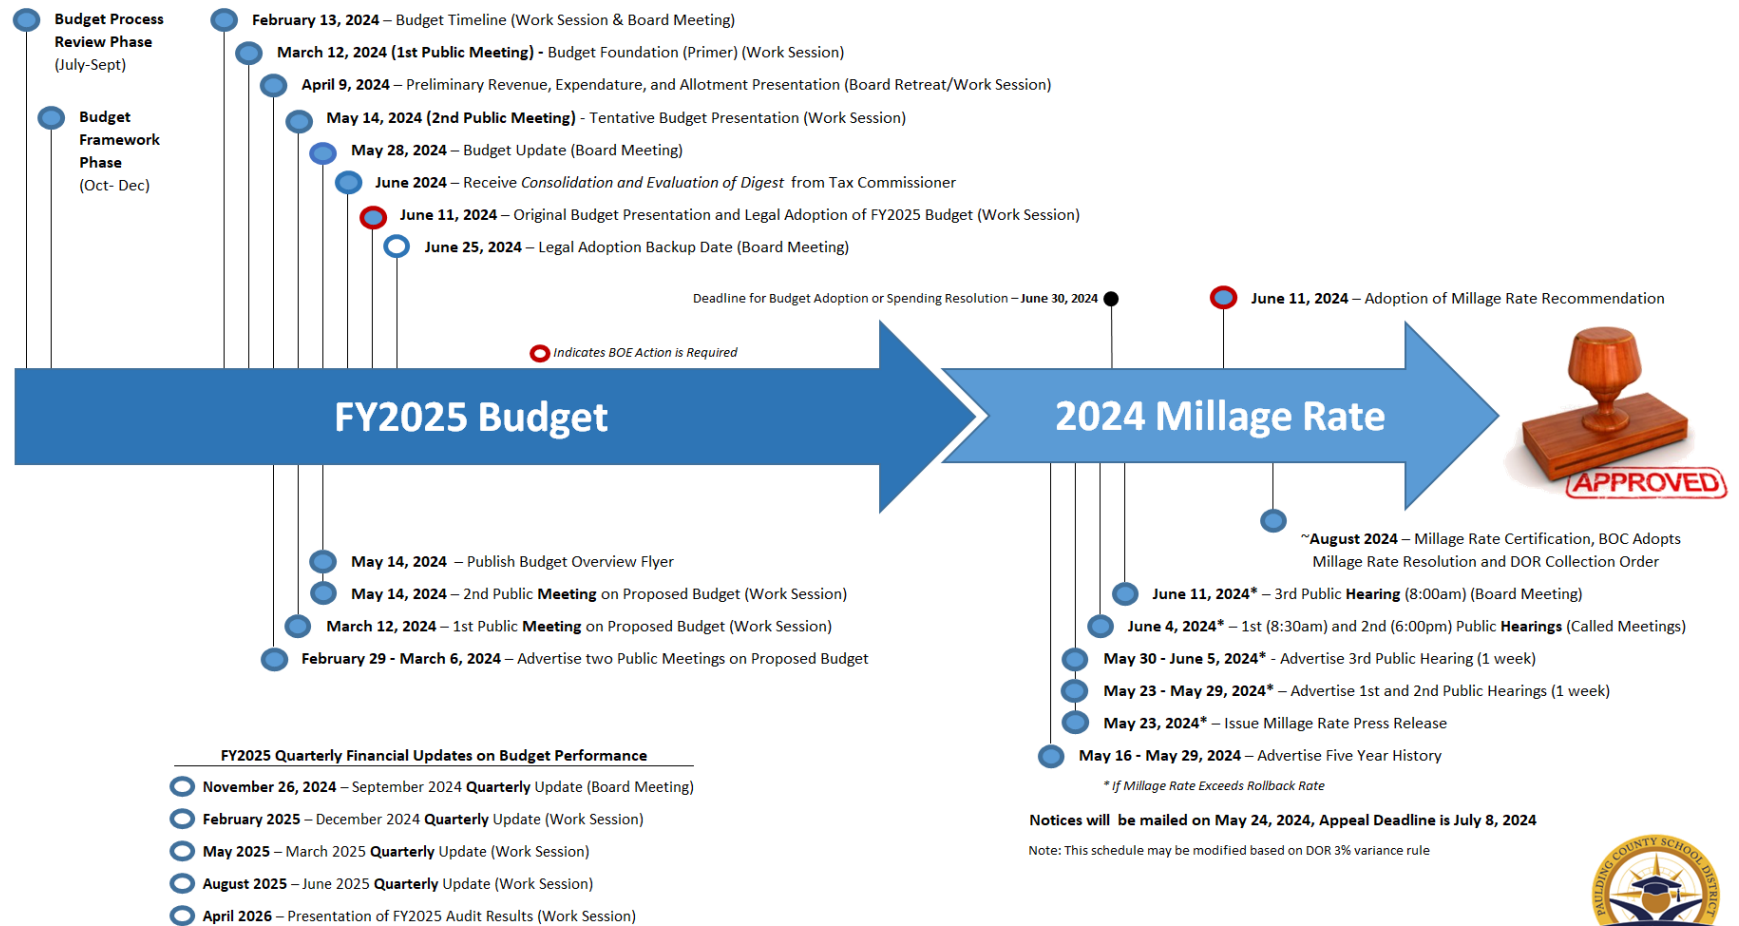 Budget Process
Review Phase
(July-Sept)
Budget
Framework
Phase
(Oct- Dec)
February 13, 2024 – Budget Timeline (Work Session & Board Meeting)
March 12, 2024 (1st Public Meeting) - Budget Foundation (Primer) (Work Session)
April 9, 2024 – Preliminary Revenue, Expenditure, and Allotment Presentation (Board Retreat/Work Session)
May 14, 2024 (2nd Public Meeting) - Tentative Budget Presentation (Work Session)
May 28, 2024 – Budget Update (Board Meeting)
June 2024 – Receive Consolidation and Evaluation of Digest from Tax Commissioner
June 11, 2024 – Original Budget Presentation and Legal Adoption of FY2025 Budget (Work Session)
June 25, 2024 – Legal Adoption Backup Date (Board Meeting)
Deadline for Budget Adoption or Spending Resolution – June 30, 2024
June 11, 2024 – Adoption of Millage Rate Recommendation
Indicates BOE Action is Required
FY2025 Budget
2024 Millage Rate
APPROVED
~August 2024 – Millage Rate Certification, BOC Adopts
Millage Rate Resolution and DOR Collection Order
May 14, 2024 – Publish Budget Overview Flyer
May 14, 2024 – 2nd Public Meeting on Proposed Budget (Work Session)
March 12, 2024 – 1st Public Meeting on Proposed Budget (Work Session)
February 29 - March 6, 2024 – Advertise two Public Meetings on Proposed Budget
June 11, 2024* – 3rd Public Hearing (8:00am) (Board Meeting)
June 4, 2024* – 1st (8:30am) and 2nd (6:00pm) Public Hearings (Called Meetings)
May 30 - June 5, 2024* - Advertise 3rd Public Hearing (1 week)
May 23 - May 29, 2024* – Advertise 1st and 2nd Public Hearings (1 week)
May 23, 2024* – Issue Millage Rate Press Release
May 16 - May 29, 2024 – Advertise Five Year History
* If Millage Rate Exceeds Rollback Rate
Notices will be mailed on May 24, 2024, Appeal Deadline is July 8, 2024
Note: This schedule may be modified based on DOR 3% variance rule
FY2025 Quarterly Financial Updates on Budget Performance
November 26, 2024 – September 2024 Quarterly Update (Board Meeting)
February 2025 – December 2024 Quarterly Update (Work Session)
May 2025 – March 2025 Quarterly Update (Work Session)
August 2025 – June 2025 Quarterly Update (Work Session)
April 2026 – Presentation of FY2025 Audit Results (Work Session)
PAULDING COUNTY SCHOOL DISTRICT